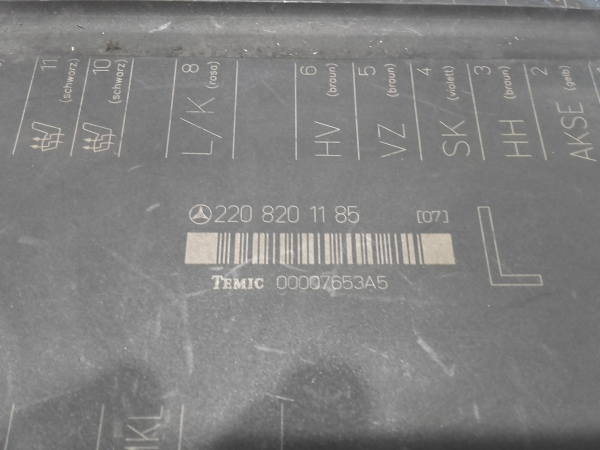 11
(schwarz)
10
(schwarz)
8
(rosa)
L/K
6
(braun)
HV
5
(braun)
VZ
4
(violett)
SK
3
(braun)
HH
2
(gelb)
AKSE
220 820 11 85 [07]
TEMIC 00007653A5
L
MKL